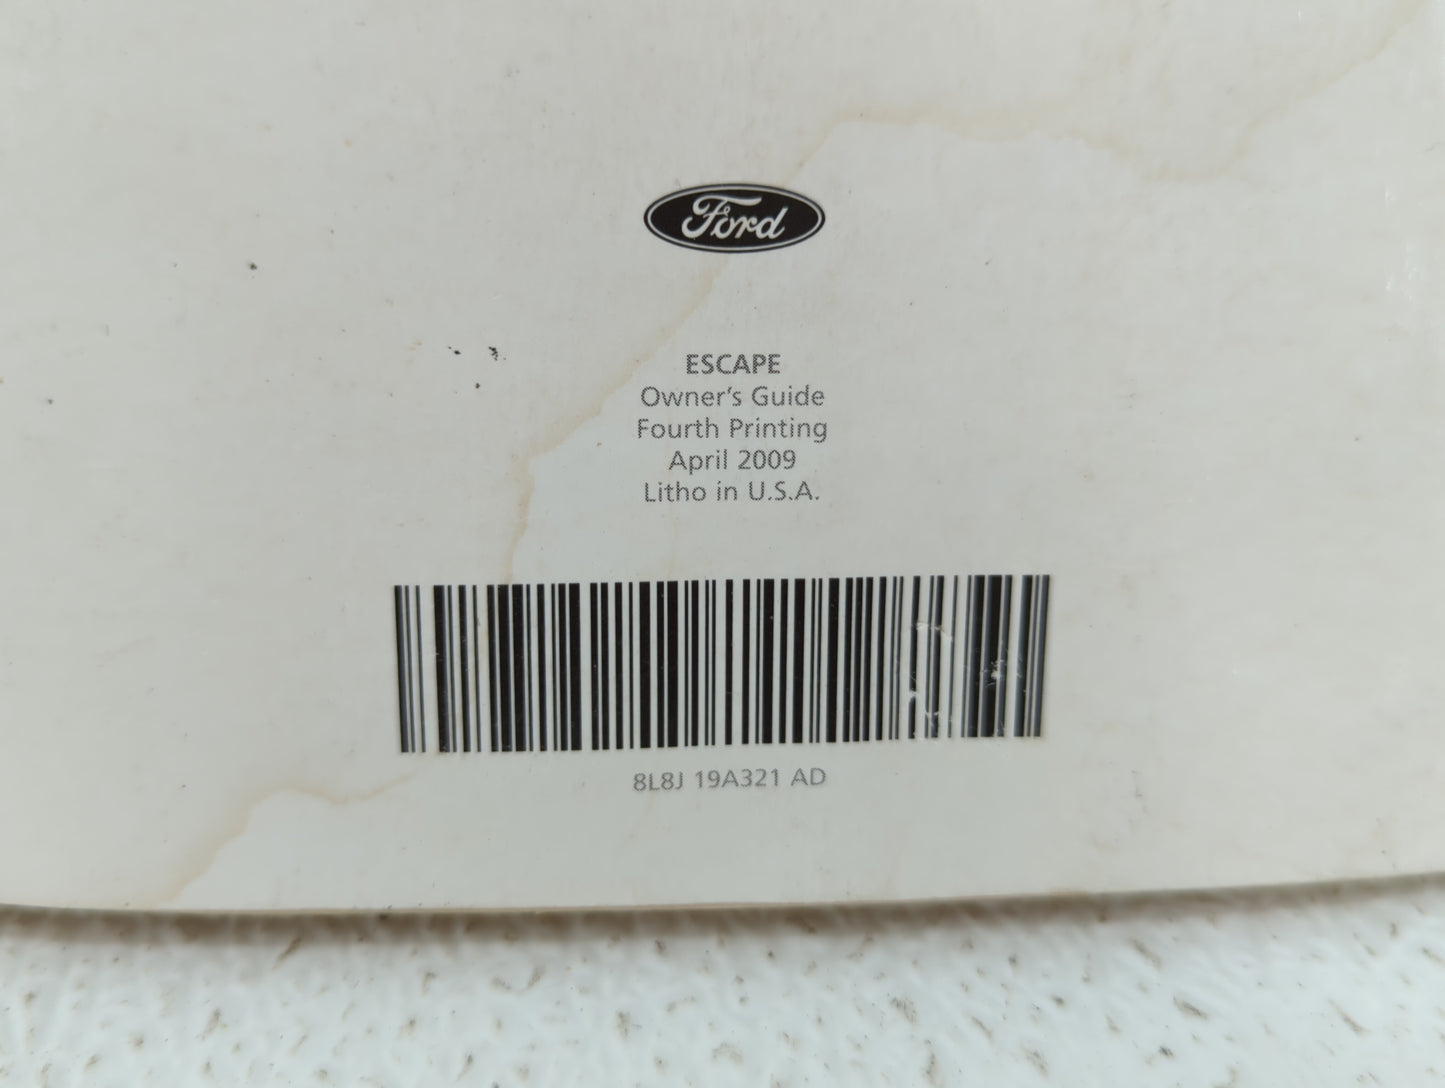 Ford
ESCAPE
Owner's Guide
Fourth Printing
April 2009
Litho in U.S.A.
8L8J 19A321 AD